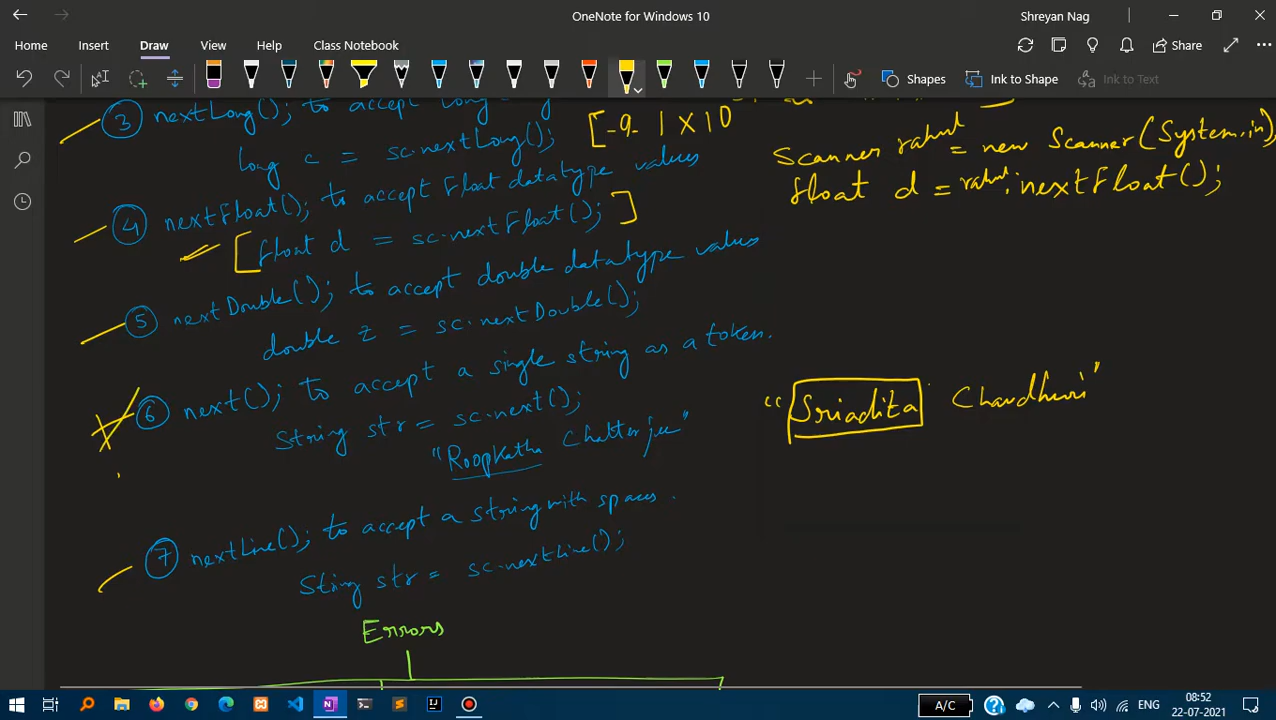 OneNote for Windows 10
Shreyan Nag
Home Insert Draw View Help Class Notebook
Share
Shapes Ink to Shape Ink to Text
③ nextLong(); to accept Long
long c = sc.nextLong();
[-9. 1 X 10
④ nextFloat(); to accept Float datatype values
[float d = sc.nextFloat(); ]
⑤ nextDouble(); to accept double datatype values
double z = sc.nextDouble();
⑥ next(); to accept a single string as a token.
String str = sc.next();
"Roopkatha Chatterjee"
⑦ nextLine(); to accept a string with spaces.
String str = sc.nextLine();
Errors
Scanner rahul = new Scanner(System.in)
float d = rahul.nextFloat();
"Sriadita Chaudhuri"
A/C
ENG
08:52
22-07-2021